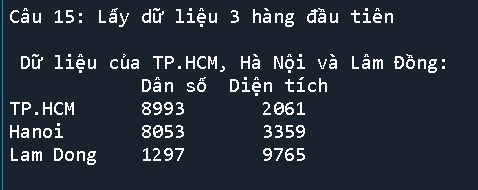 Câu 15: Lấy dữ liệu 3 hàng đầu tiên
Dữ liệu của TP.HCM, Hà Nội và Lâm Đồng:
Dân số Diện tích
TP.HCM 8993 2061
Hanoi 8053 3359
Lam Dong 1297 9765